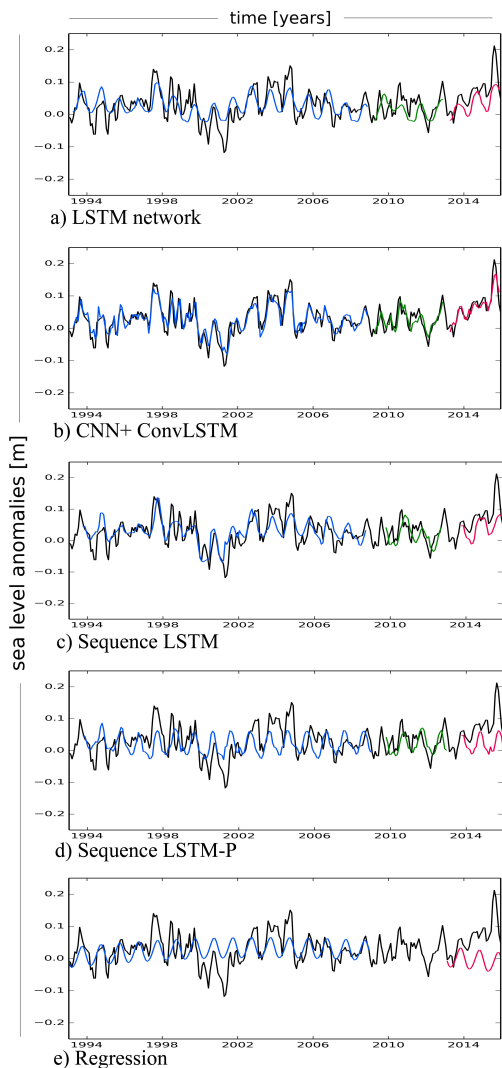 time [years]
sea level anomalies [m]
0.2
0.1
0.0
−0.1
−0.2
1994 1998 2002 2006 2010 2014
a) LSTM network
0.2
0.1
0.0
−0.1
−0.2
1994 1998 2002 2006 2010 2014
b) CNN+ ConvLSTM
0.2
0.1
0.0
−0.1
−0.2
1994 1998 2002 2006 2010 2014
c) Sequence LSTM
0.2
0.1
0.0
−0.1
−0.2
1994 1998 2002 2006 2010 2014
d) Sequence LSTM-P
0.2
0.1
0.0
−0.1
−0.2
1994 1998 2002 2006 2010 2014
e) Regression